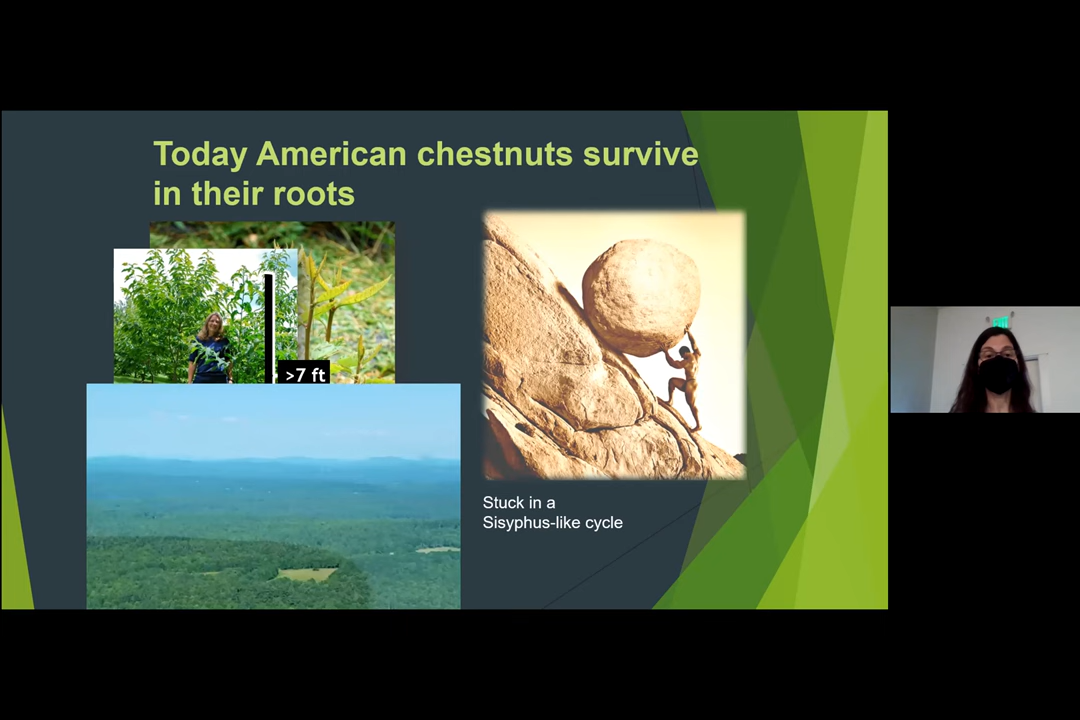 Today American chestnuts survive
in their roots
>7 ft
Stuck in a
Sisyphus-like cycle